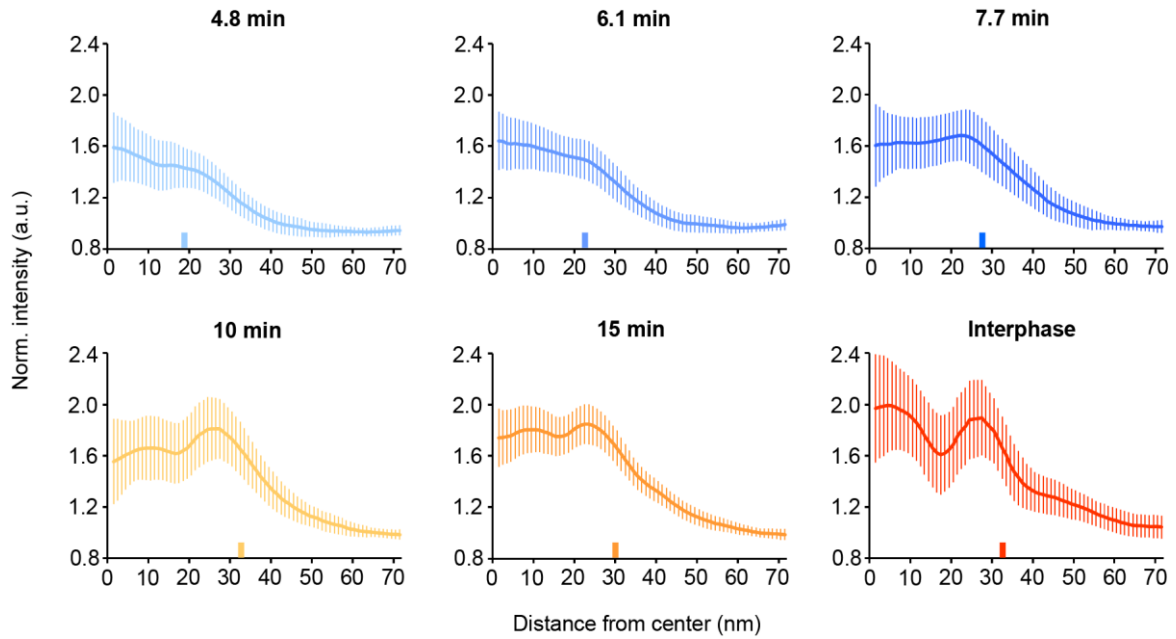 4.8 min 6.1 min 7.7 min
2.4 2.4 2.4
2.0 2.0 2.0
1.6 1.6 1.6
1.2 1.2 1.2
0.8 0.8 0.8
0 10 20 30 40 50 60 70 0 10 20 30 40 50 60 70 0 10 20 30 40 50 60 70
Norm. intensity (a.u.)
10 min 15 min Interphase
2.4 2.4 2.4
2.0 2.0 2.0
1.6 1.6 1.6
1.2 1.2 1.2
0.8 0.8 0.8
0 10 20 30 40 50 60 70 0 10 20 30 40 50 60 70 0 10 20 30 40 50 60 70
Distance from center (nm)